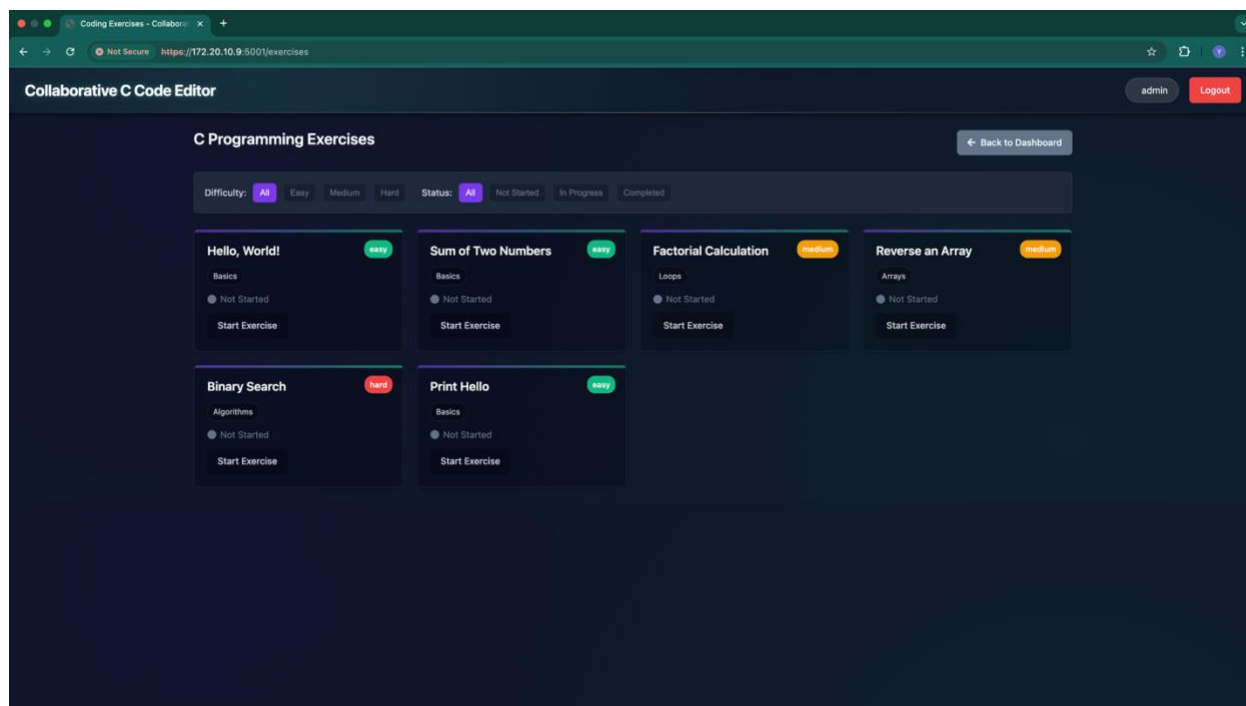 Coding Exercises - Collabora
Not Secure https://172.20.10.9:5001/exercises
Y
Collaborative C Code Editor
admin
Logout
C Programming Exercises
← Back to Dashboard
Difficulty: All Easy Medium Hard Status: All Not Started In Progress Completed
Hello, World! easy
Basics
Not Started
Start Exercise
Sum of Two Numbers easy
Basics
Not Started
Start Exercise
Factorial Calculation medium
Loops
Not Started
Start Exercise
Reverse an Array medium
Arrays
Not Started
Start Exercise
Binary Search hard
Algorithms
Not Started
Start Exercise
Print Hello easy
Basics
Not Started
Start Exercise